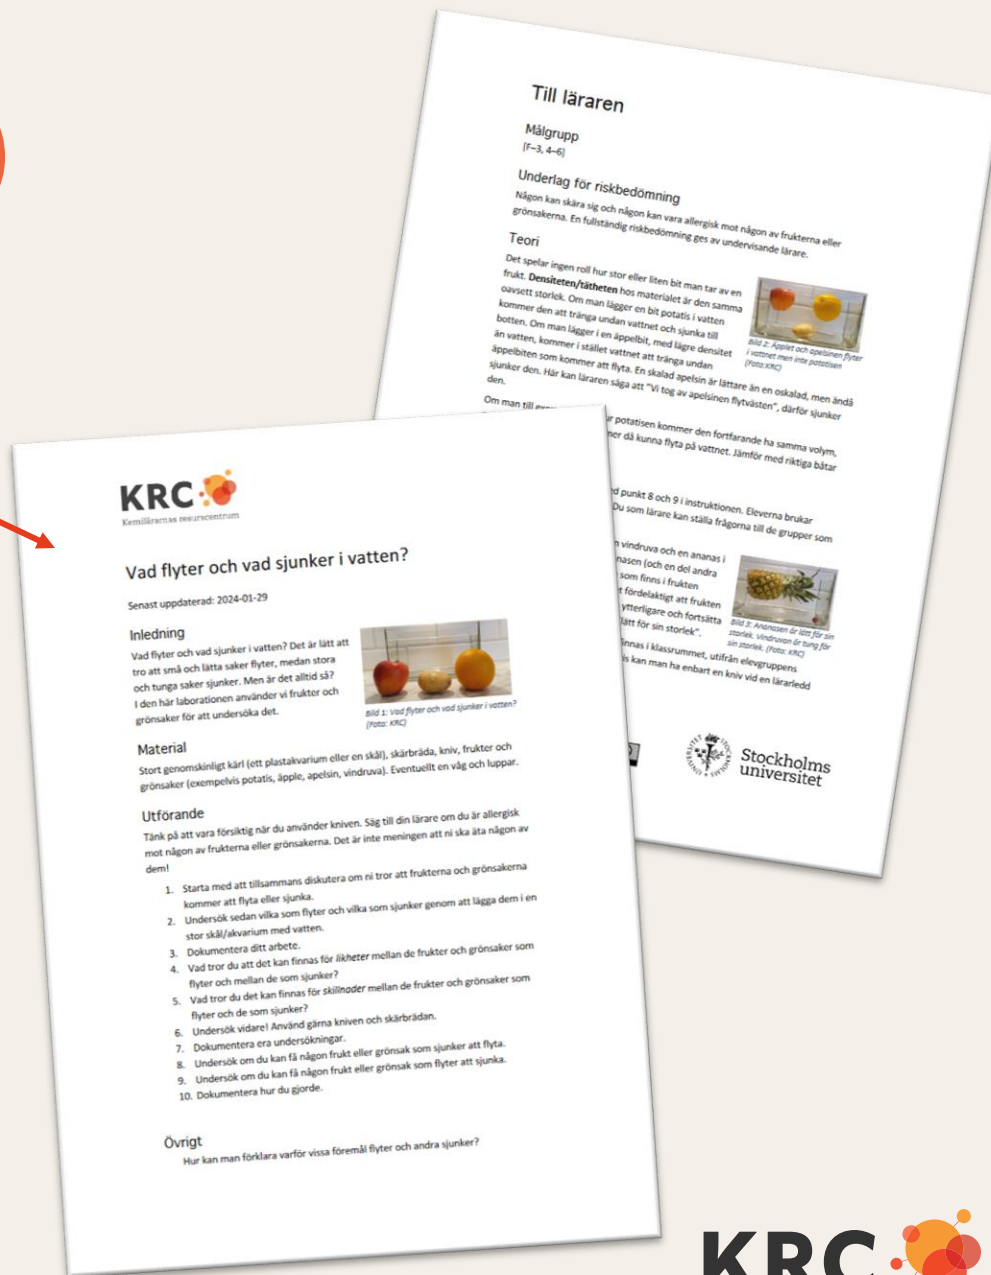 Till läraren
Målgrupp
[F–3, 4–6]
Underlag för riskbedömning
Någon kan skära sig och någon kan vara allergisk mot någon av frukterna eller
grönsakerna. En fullständig riskbedömning ges av undervisande lärare.
Teori
Det spelar ingen roll hur stor eller liten bit man tar av en
frukt. Densiteten/tätheten hos materialet är den samma
oavsett storlek. Om man lägger en bit potatis i vatten
kommer den att tränga undan vattnet och sjunka till
botten. Om man lägger i en äppelbit, med lägre densitet
än vatten, kommer i stället vattnet att tränga undan
äppelbiten som kommer att flyta. En skalad apelsin är lättare än en oskalad, men ändå
sjunker den. Här kan läraren säga att "Vi tog av apelsinen flytvästen", därför sjunker
den.
Bild 2: Äpplet och apelsinen flyter
i vattnet men inte potatisen
(Foto:KRC)
Om man till
potatisen kommer den fortfarande ha samma volym,
då kunna flyta på vattnet. Jämför med riktiga båtar
punkt 8 och 9 i instruktionen. Eleverna brukar
Du som lärare kan ställa frågorna till de grupper som
vindruva och en ananas i
(och en del andra
som finns i frukten
fördelaktigt att frukten
ytterligare och fortsätta
lätt för sin storlek".
Bild 3: Ananasen är lätt för sin
storlek. Vindruvan är tung för
sin storlek. (Foto: KRC)
finnas i klassrummet, utifrån elevgruppens
kan man ha enbart en kniv vid en lärarledd
Stockholms
universitet
KRC
Kemilärarnas resurscentrum
Vad flyter och vad sjunker i vatten?
Senast uppdaterad: 2024-01-29
Inledning
Vad flyter och vad sjunker i vatten? Det är lätt att
tro att små och lätta saker flyter, medan stora
och tunga saker sjunker. Men är det alltid så?
I den här laborationen använder vi frukter och
grönsaker för att undersöka det.
Bild 1: Vad flyter och vad sjunker i vatten?
(Foto: KRC)
Material
Stort genomskinligt kärl (ett plastakvarium eller en skål), skärbräda, kniv, frukter och
grönsaker (exempelvis potatis, äpple, apelsin, vindruva). Eventuellt en våg och luppar.
Utförande
Tänk på att vara försiktig när du använder kniven. Säg till din lärare om du är allergisk
mot någon av frukterna eller grönsakerna. Det är inte meningen att ni ska äta någon av
dem!
1. Starta med att tillsammans diskutera om ni tror att frukterna och grönsakerna
kommer att flyta eller sjunka.
2. Undersök sedan vilka som flyter och vilka som sjunker genom att lägga dem i en
stor skål/akvarium med vatten.
3. Dokumentera ditt arbete.
4. Vad tror du att det kan finnas för likheter mellan de frukter och grönsaker som
flyter och mellan de som sjunker?
5. Vad tror du det kan finnas för skillnader mellan de frukter och grönsaker som
flyter och de som sjunker?
6. Undersök vidare! Använd gärna kniven och skärbrädan.
7. Dokumentera era undersökningar.
8. Undersök om du kan få någon frukt eller grönsak som sjunker att flyta.
9. Undersök om du kan få någon frukt eller grönsak som flyter att sjunka.
10. Dokumentera hur du gjorde.
Övrigt
Hur kan man förklara varför vissa föremål flyter och andra sjunker?
KRC